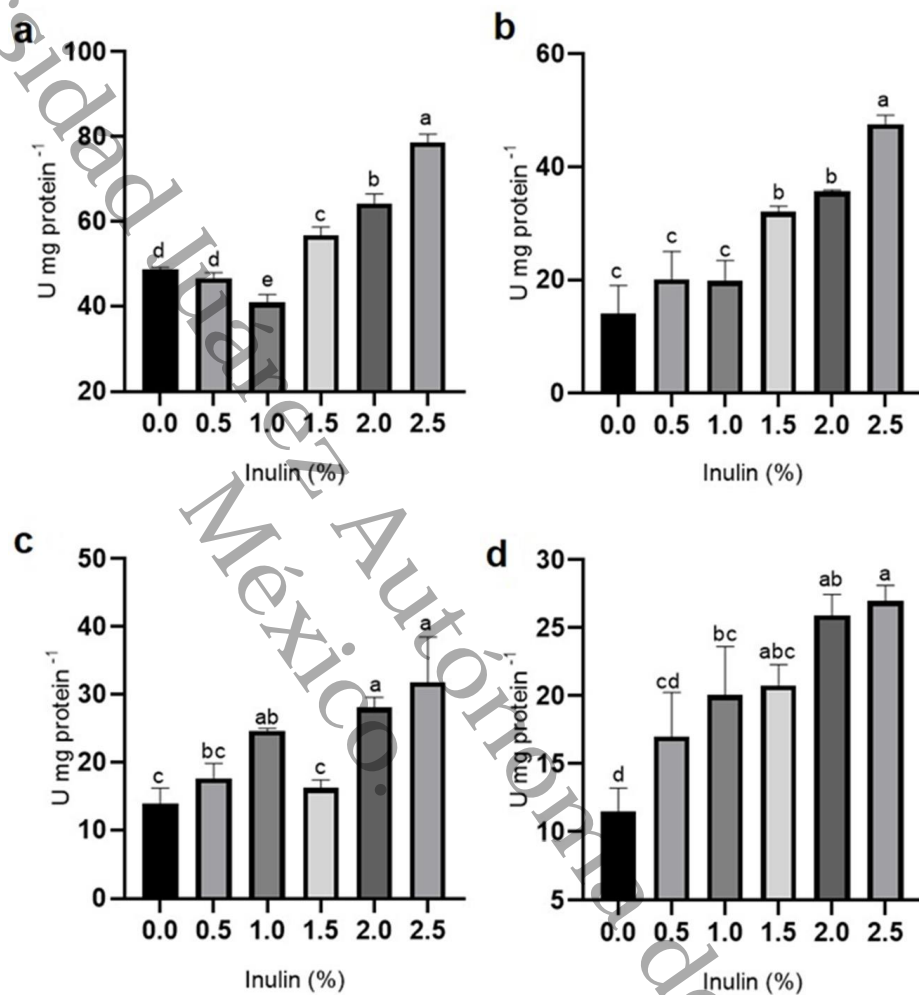 a
U mg protein⁻¹
100
80
60
40
20
d d e c b a
0.0 0.5 1.0 1.5 2.0 2.5
Inulin (%)
b
U mg protein⁻¹
60
40
20
0
c c c b b a
0.0 0.5 1.0 1.5 2.0 2.5
Inulin (%)
c
U mg protein⁻¹
50
40
30
20
10
0
c bc ab c a a
0.0 0.5 1.0 1.5 2.0 2.5
Inulin (%)
d
U mg protein⁻¹
30
25
20
15
10
5
d cd bc abc ab a
0.0 0.5 1.0 1.5 2.0 2.5
Inulin (%)
sidad Juárez Autónoma de
México.